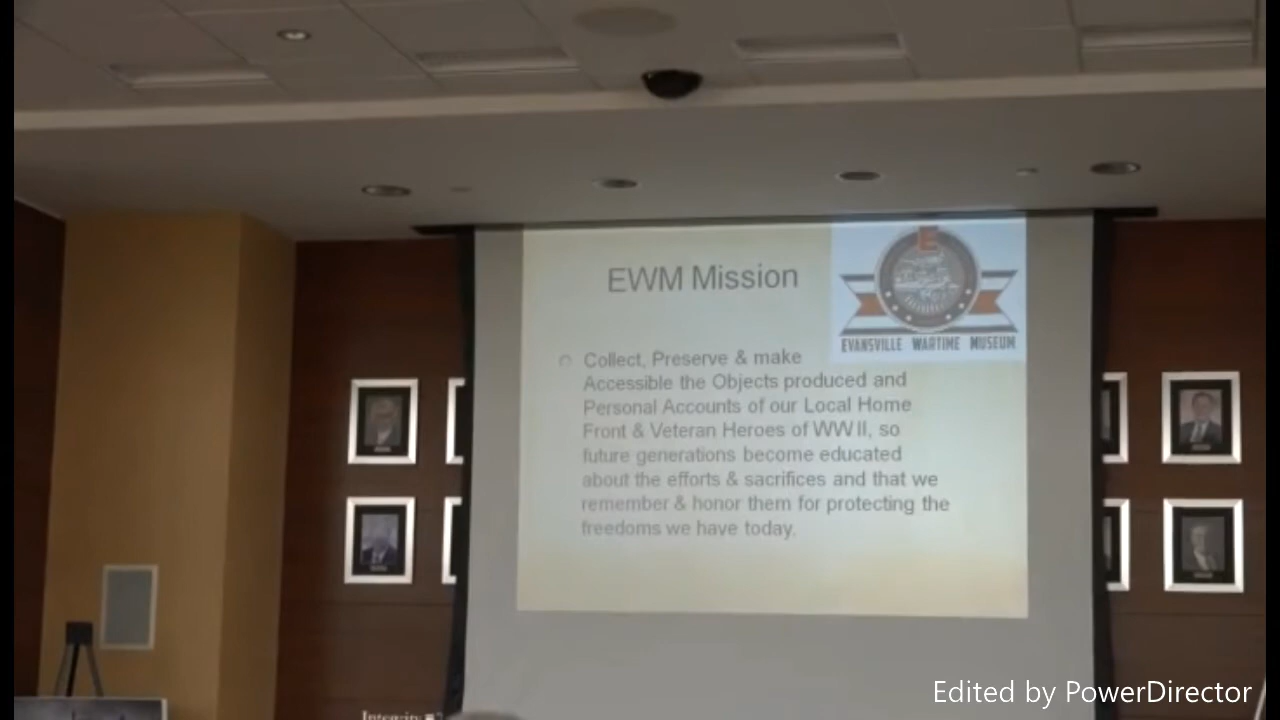 E
EWM Mission
EVANSVILLE WARTIME MUSEUM
Collect, Preserve & make
Accessible the Objects produced and
Personal Accounts of our Local Home
Front & Veteran Heroes of WW II, so
future generations become educated
about the efforts & sacrifices and that we
remember & honor them for protecting the
freedoms we have today.
Edited by PowerDirector